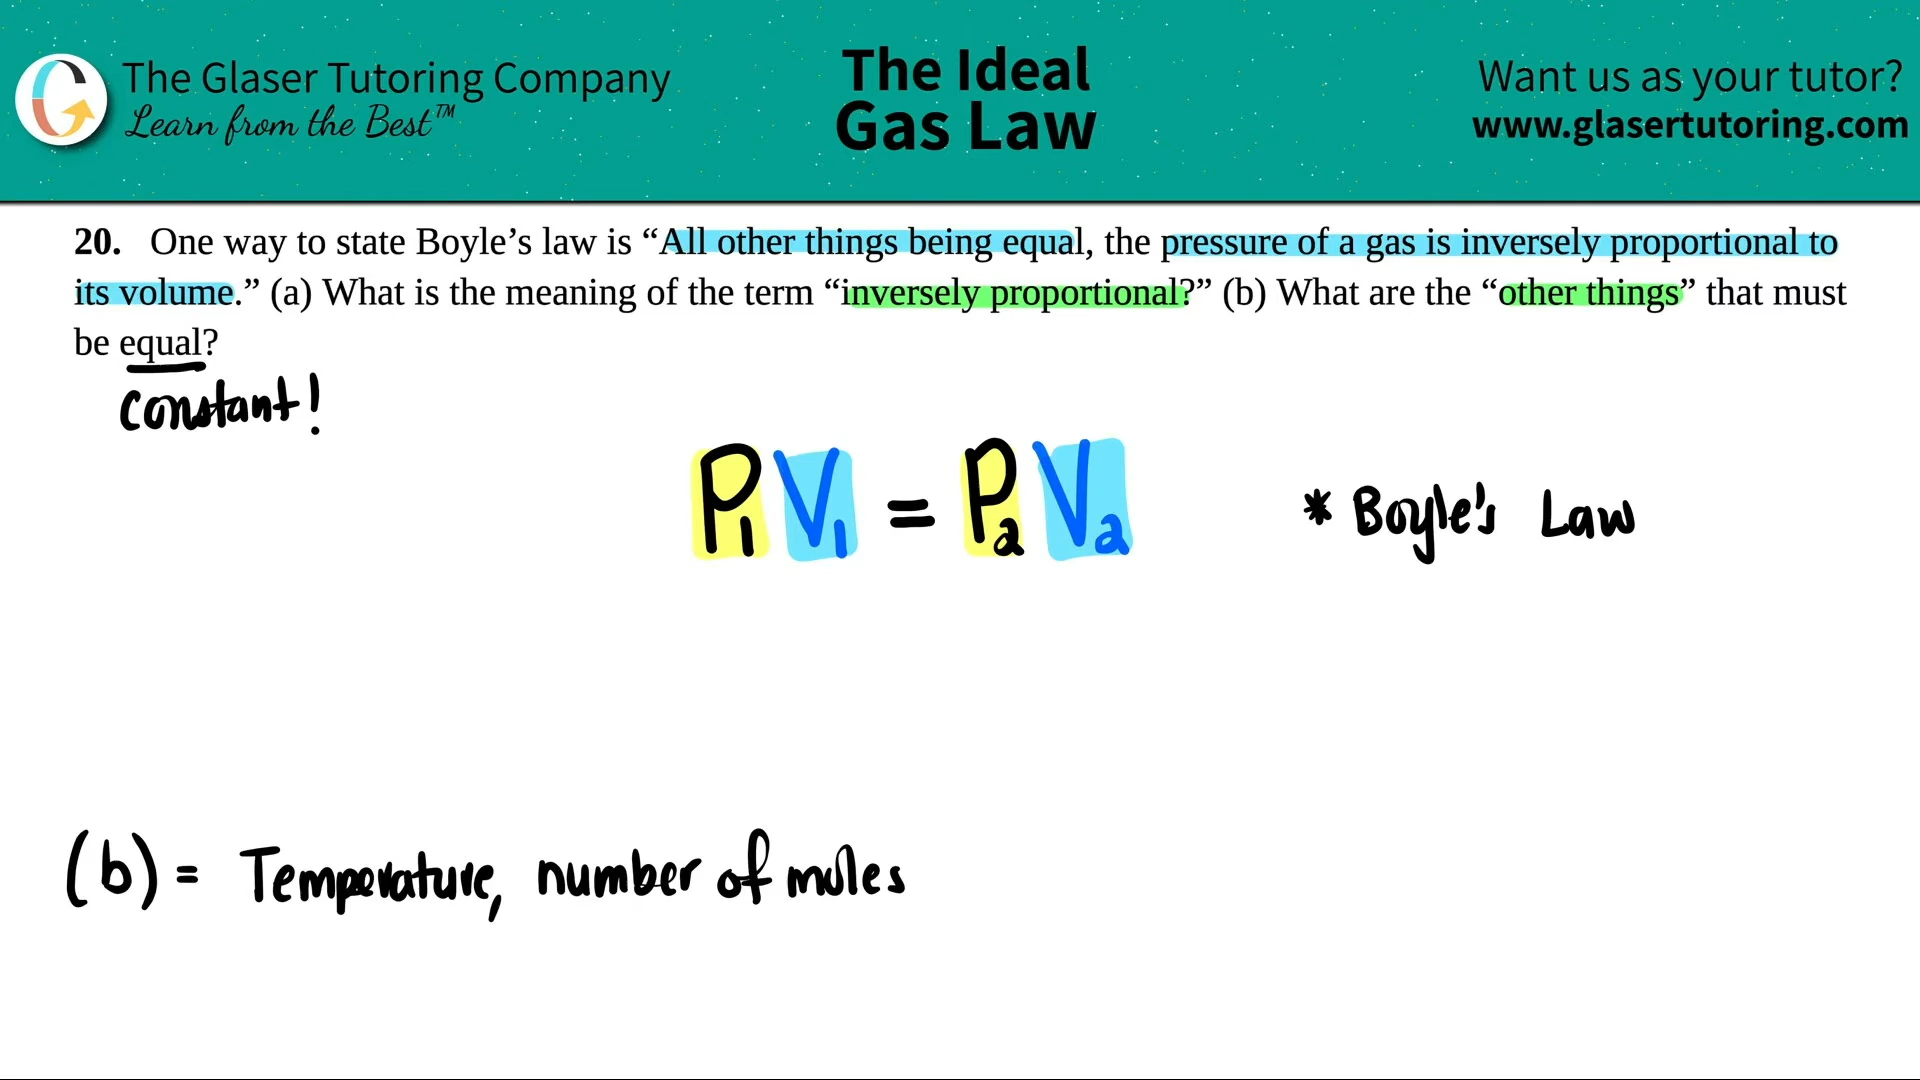 The Glaser Tutoring Company
Learn from the Best™
The Ideal
Gas Law
Want us as your tutor?
www.glasertutoring.com
20. One way to state Boyle’s law is “All other things being equal, the pressure of a gas is inversely proportional to
its volume.” (a) What is the meaning of the term “inversely proportional?” (b) What are the “other things” that must
be equal?
constant!
P₁V₁ = P₂V₂
* Boyle's Law
(b) = Temperature, number of moles